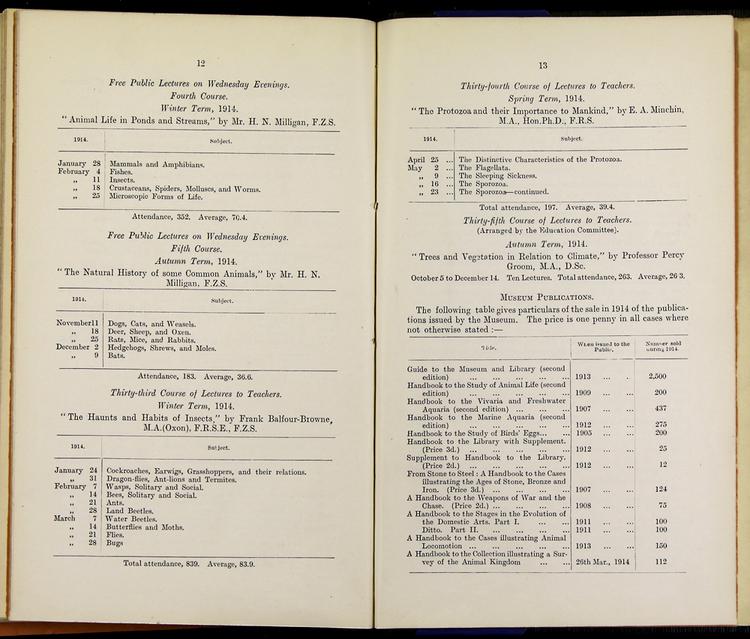 12
Free Public Lectures on Wednesday Evenings.
Fourth Course.
Winter Term, 1914.
"Animal Life in Ponds and Streams," by Mr. H. N. Milligan, F.Z.S.
1914. Subject.
January 28 Mammals and Amphibians.
February 4 Fishes.
„ 11 Insects.
„ 18 Crustaceans, Spiders, Molluscs, and Worms.
„ 25 Microscopic Forms of Life.
Attendance, 352. Average, 70.4.
Free Public Lectures on Wednesday Evenings.
Fifth Course.
Autumn Term, 1914.
"The Natural History of some Common Animals," by Mr. H. N.
Milligan, F.Z.S.
1914. Subject.
November 11 Dogs, Cats, and Weasels.
„ 18 Deer, Sheep, and Oxen.
„ 25 Rats, Mice, and Rabbits.
December 2 Hedgehogs, Shrews, and Moles.
„ 9 Bats.
Attendance, 183. Average, 36.6.
Thirty-third Course of Lectures to Teachers.
Winter Term, 1914.
"The Haunts and Habits of Insects," by Frank Balfour-Browne,
M.A.(Oxon), F.R.S.E., F.Z.S.
1914. Subject.
January 24 Cockroaches, Earwigs, Grasshoppers, and their relations.
„ 31 Dragon-flies, Ant-lions and Termites.
February 7 Wasps, Solitary and Social.
„ 14 Bees, Solitary and Social.
„ 21 Ants.
„ 28 Land Beetles.
March 7 Water Beetles.
„ 14 Butterflies and Moths.
„ 21 Flies.
„ 28 Bugs
Total attendance, 839. Average, 83.9.
13
Thirty-fourth Course of Lectures to Teachers.
Spring Term, 1914.
"The Protozoa and their Importance to Mankind," by E. A. Minchin,
M.A., Hon.Ph.D., F.R.S.
1914. Subject.
April 25 ... The Distinctive Characteristics of the Protozoa.
May 2 ... The Flagellata.
„ 9 ... The Sleeping Sickness.
„ 16 ... The Sporozoa.
„ 23 ... The Sporozoa—continued.
Total attendance, 197. Average, 39.4.
Thirty-fifth Course of Lectures to Teachers.
(Arranged by the Education Committee).
Autumn Term, 1914.
"Trees and Vegetation in Relation to Climate," by Professor Percy
Groom, M.A., D.Sc.
October 5 to December 14. Ten Lectures. Total attendance, 263. Average, 26 3.
Museum Publications.
The following table gives particulars of the sale in 1914 of the publica-
tions issued by the Museum. The price is one penny in all cases where
not otherwise stated :—
Title. When issued to the Public. Number sold during 1914.
Guide to the Museum and Library (second
edition) ... ... ... ... ... 1913 ... .. 2,500
Handbook to the Study of Animal Life (second
edition) ... ... ... ... ... 1909 ... ... 200
Handbook to the Vivaria and Freshwater
Aquaria (second edition) ... ... ... 1907 ... ... 437
Handbook to the Marine Aquaria (second
edition) ... ... ... ... ... 1912 ... ... 275
Handbook to the Study of Birds' Eggs... ... 1905 ... ... 200
Handbook to the Library with Supplement.
(Price 3d.) ... ... ... ... ... 1912 ... ... 25
Supplement to Handbook to the Library.
(Price 2d.) ... ... ... ... ... 1912 ... ... 12
From Stone to Steel : A Handbook to the Cases
illustrating the Ages of Stone, Bronze and
Iron. (Price 3d.) ... ... ... ... 1907 ... ... 124
A Handbook to the Weapons of War and the
Chase. (Price 2d.) ... ... ... ... 1908 ... ... 75
A Handbook to the Stages in the Evolution of
the Domestic Arts. Part I. ... ... 1911 ... ... 100
Ditto. Part II. ... ... ... 1911 ... ... 100
A Handbook to the Cases illustrating Animal
Locomotion ... ... ... ... ... 1913 ... ... 150
A Handbook to the Collection illustrating a Sur-
vey of the Animal Kingdom ... ... 26th Mar., 1914 112